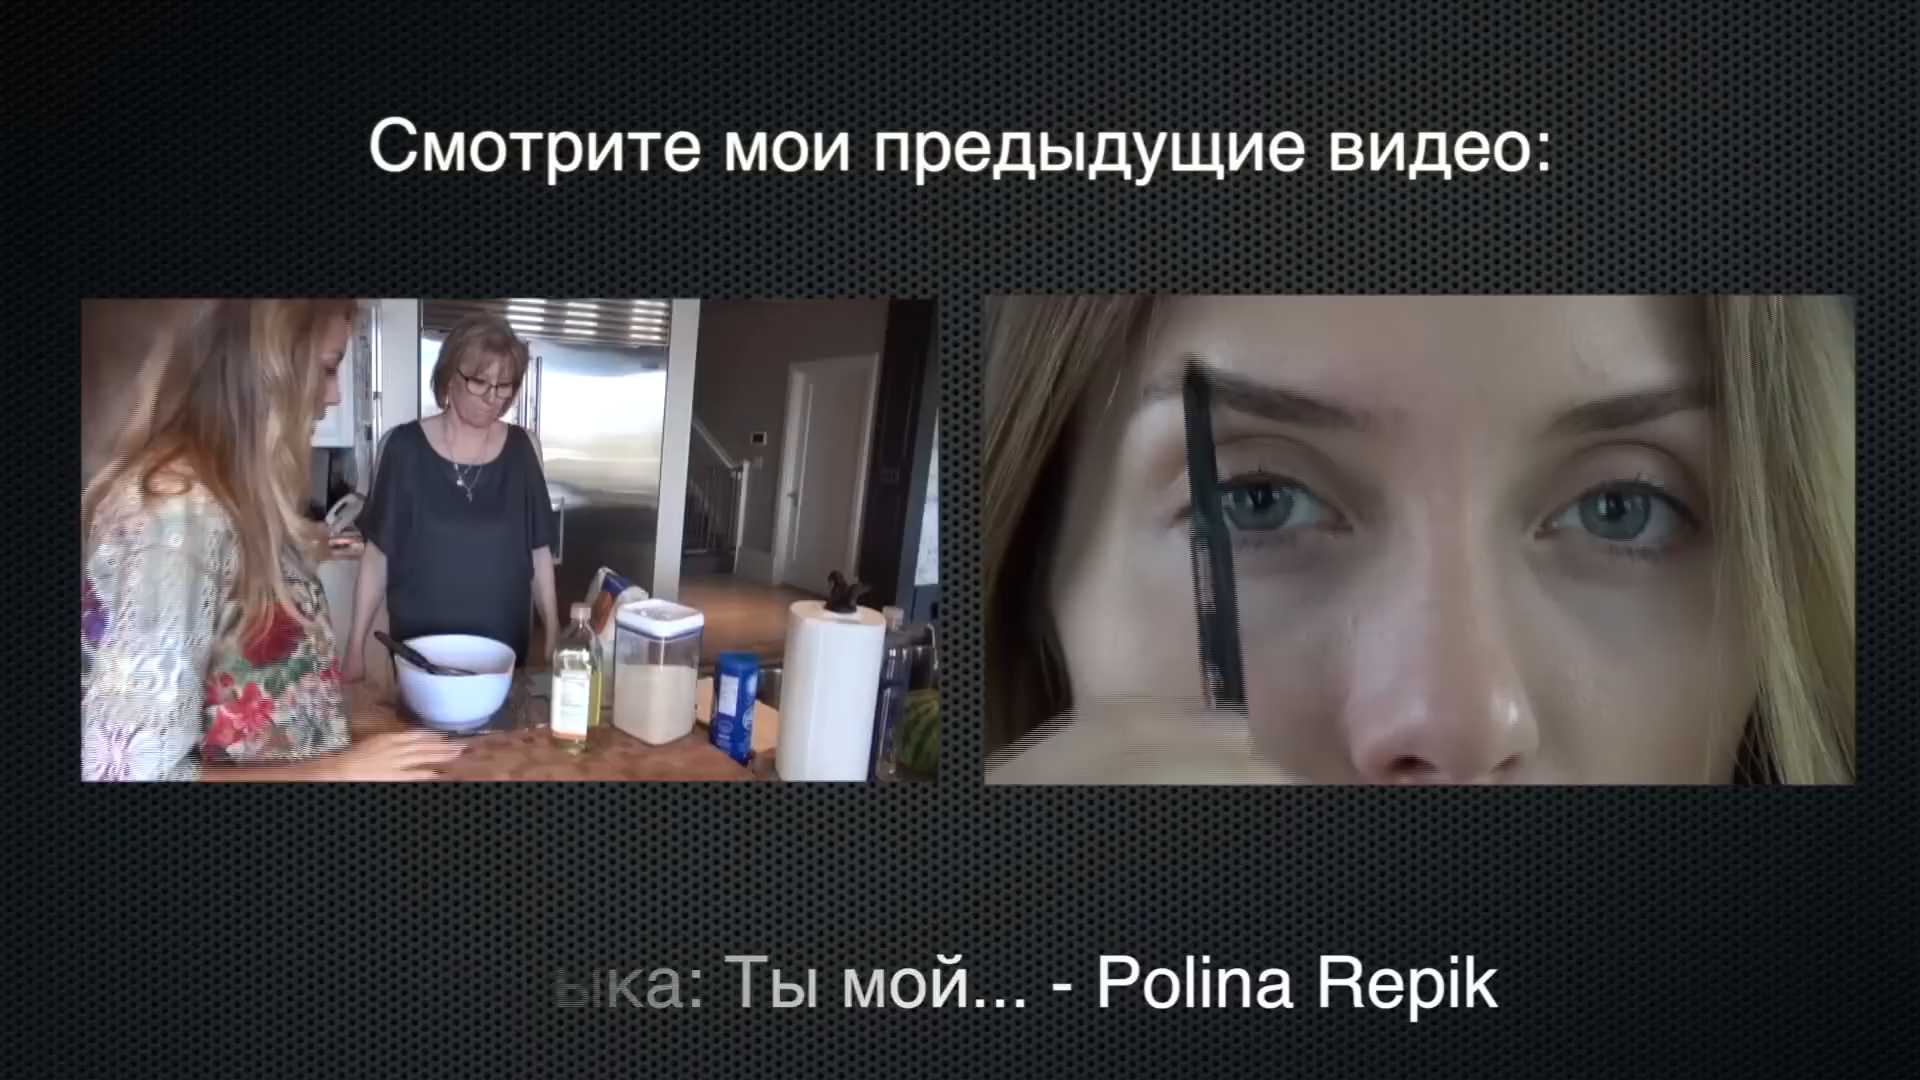 Смотрите мои предыдущие видео:
ыка: Ты мой... - Polina Repik